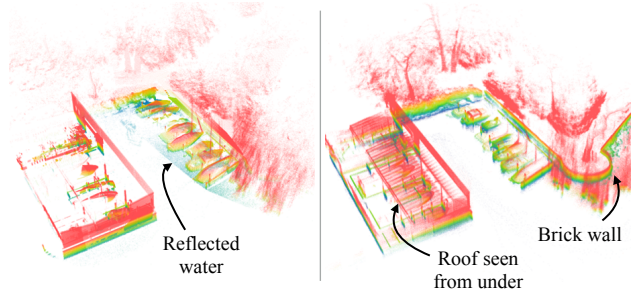 Reflected
water
Roof seen
from under
Brick wall